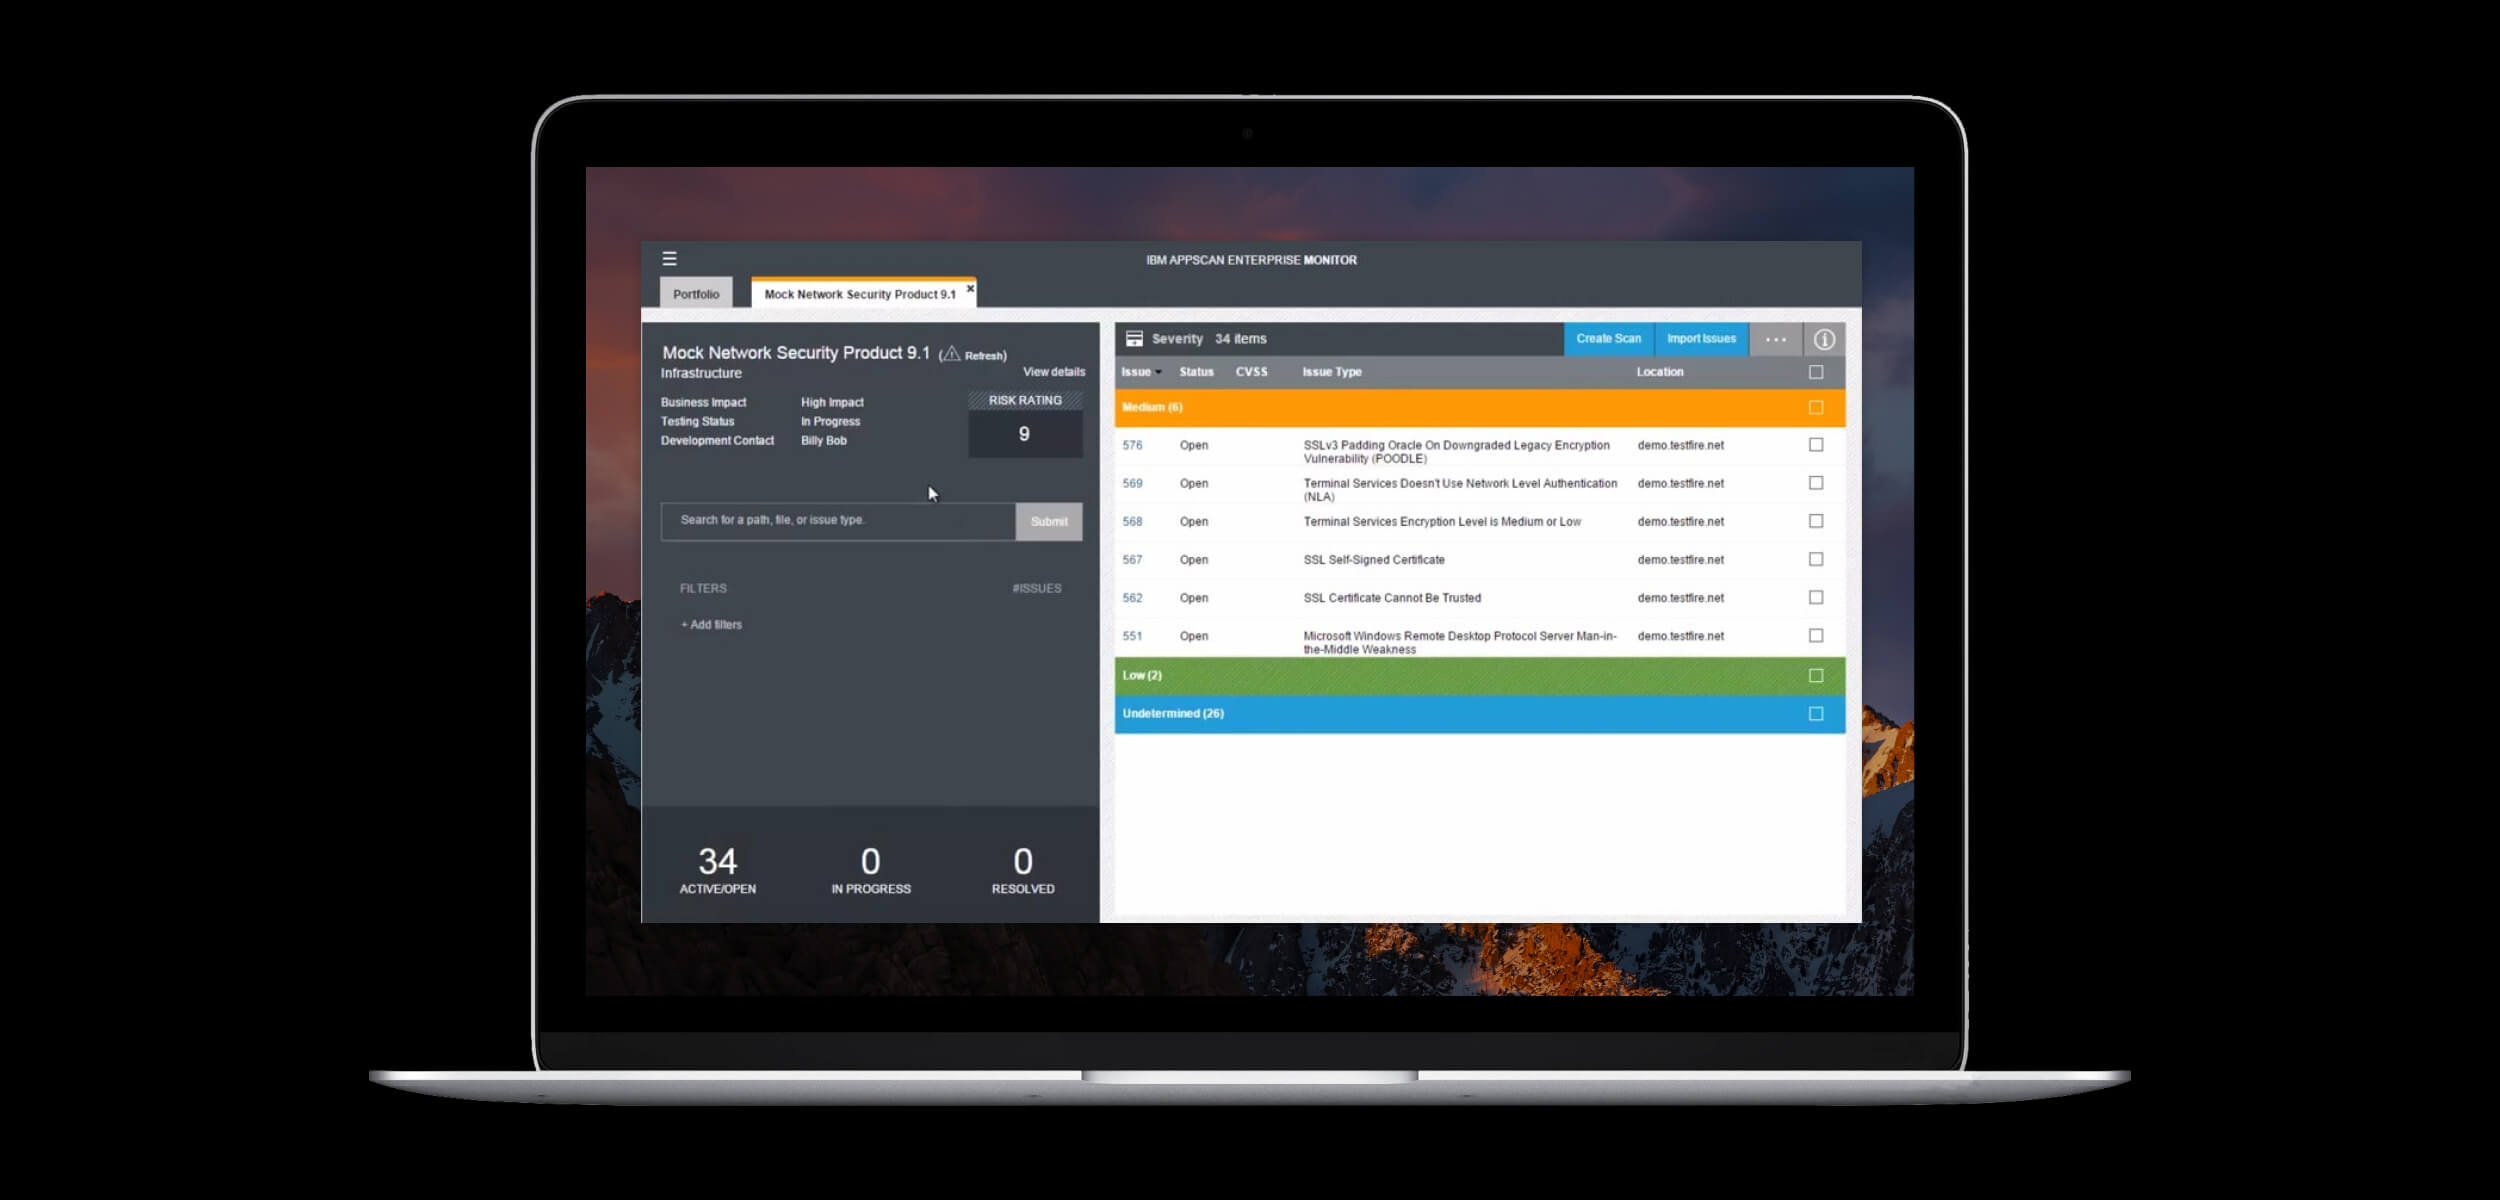 IBM APPSCAN ENTERPRISE MONITOR
Portfolio
Mock Network Security Product 9.1
Mock Network Security Product 9.1 (Refresh)
Infrastructure
View details
Business Impact High Impact
Testing Status In Progress
Development Contact Billy Bob
RISK RATING
9
Search for a path, file, or issue type.
Submit
FILTERS #ISSUES
+ Add filters
34 0 0
ACTIVE/OPEN IN PROGRESS RESOLVED
Severity 34 items
Create Scan
Import Issues
Issue Status CVSS Issue Type Location
Medium (6)
576 Open SSLv3 Padding Oracle On Downgraded Legacy Encryption demo.testfire.net
Vulnerability (POODLE)
569 Open Terminal Services Doesn't Use Network Level Authentication demo.testfire.net
(NLA)
568 Open Terminal Services Encryption Level is Medium or Low demo.testfire.net
567 Open SSL Self-Signed Certificate demo.testfire.net
562 Open SSL Certificate Cannot Be Trusted demo.testfire.net
551 Open Microsoft Windows Remote Desktop Protocol Server Man-in- demo.testfire.net
the-Middle Weakness
Low (2)
Undetermined (26)